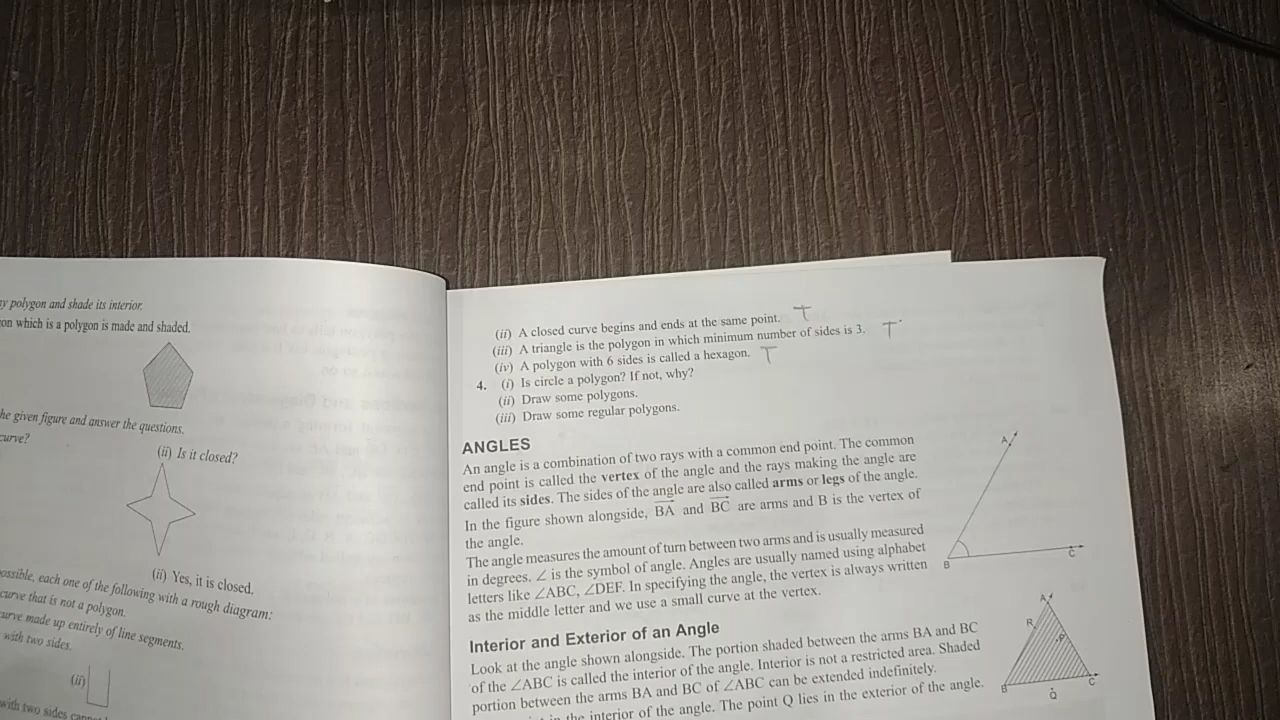 polygon and shade its interior.
which is a polygon is made and shaded.
given figure and answer the questions.
curve?
(ii) Is it closed?
(ii) Yes, it is closed.
each one of the following with a rough diagram:
curve that is not a polygon.
made up entirely of line segments.
with two sides.
(ii)
with two sides
(ii) A closed curve begins and ends at the same point. T
(iii) A triangle is the polygon in which minimum number of sides is 3. T
(iv) A polygon with 6 sides is called a hexagon. T
4. (i) Is circle a polygon? If not, why?
(ii) Draw some polygons.
(iii) Draw some regular polygons.
ANGLES
An angle is a combination of two rays with a common end point. The common
end point is called the vertex of the angle and the rays making the angle are
called its sides. The sides of the angle are also called arms or legs of the angle.
In the figure shown alongside, BA and BC are arms and B is the vertex of
the angle.
The angle measures the amount of turn between two arms and is usually measured
in degrees. ∠ is the symbol of angle. Angles are usually named using alphabet
letters like ∠ABC, ∠DEF. In specifying the angle, the vertex is always written
as the middle letter and we use a small curve at the vertex.
A
B
C
Interior and Exterior of an Angle
Look at the angle shown alongside. The portion shaded between the arms BA and BC
of the ∠ABC is called the interior of the angle. Interior is not a restricted area. Shaded
portion between the arms BA and BC of ∠ABC can be extended indefinitely.
in the interior of the angle. The point Q lies in the exterior of the angle.
A
R
P
B
C
Q